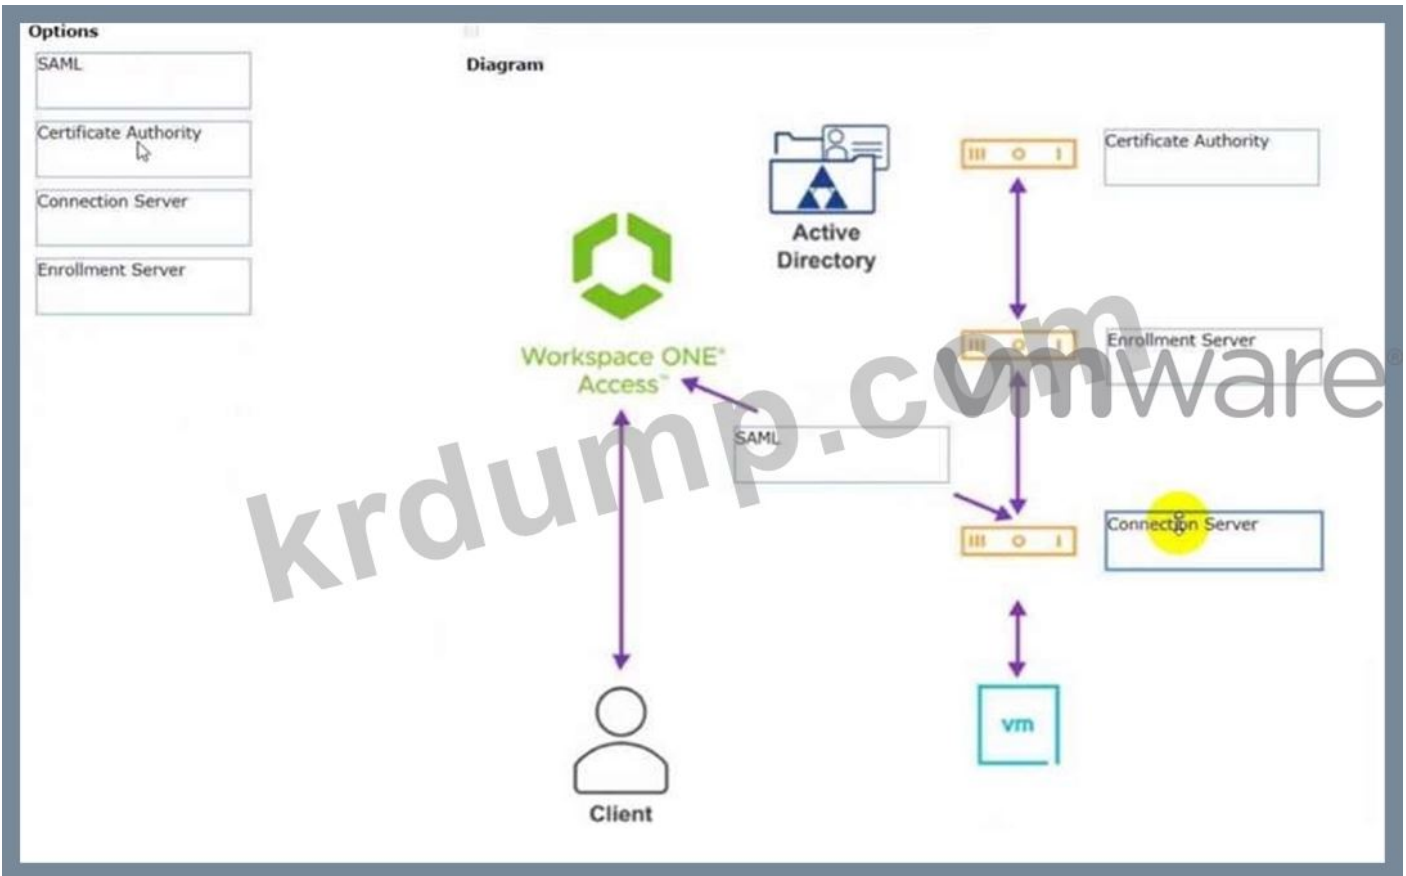 Options
SAML
Certificate Authority
Connection Server
Enrollment Server
Diagram
Active
Directory
Certificate Authority
Workspace ONE®
Access™
Enrollment Server
vmware®
SAML
krdump.com
Connection Server
vm
Client